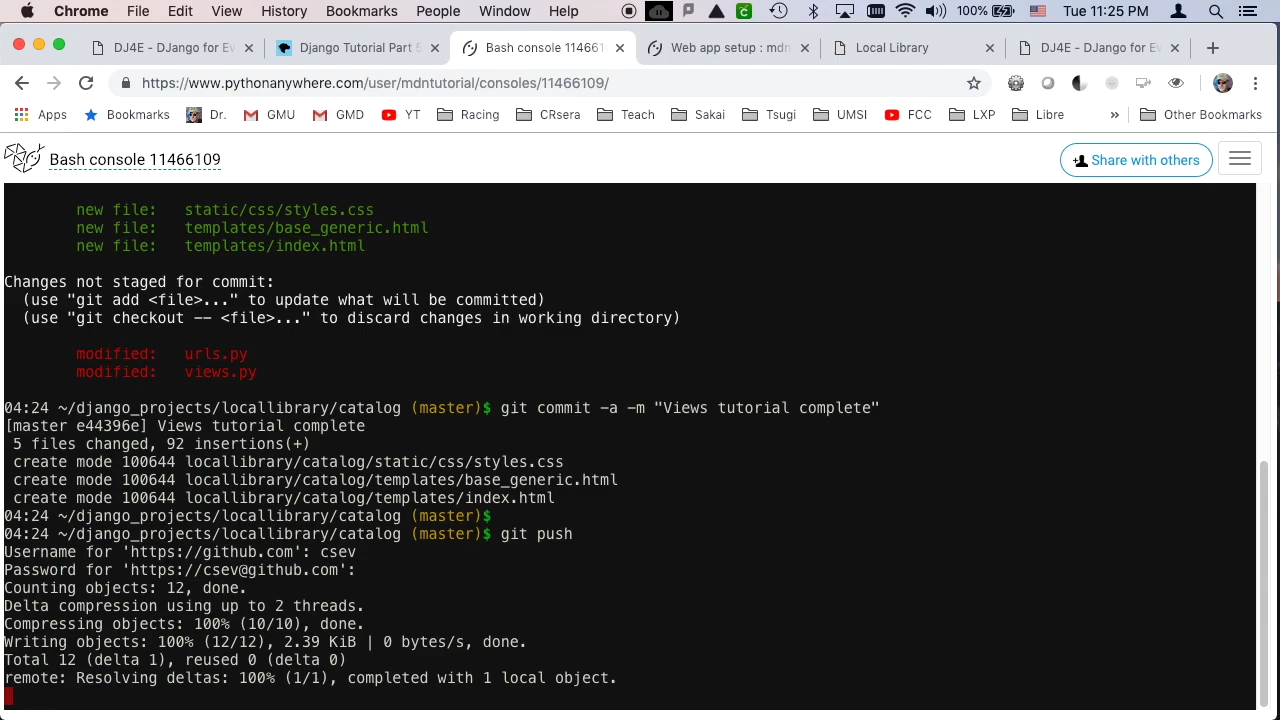 Chrome File Edit View History Bookmarks People Window Help 100% Tue 11:25 PM
DJ4E - DJango for Ev × Django Tutorial Part 5 × Bash console 114661 × Web app setup : mdn × Local Library × DJ4E - DJango for Ev × +
https://www.pythonanywhere.com/user/mdntutorial/consoles/11466109/
Apps Bookmarks Dr. GMU GMD YT Racing CRsera Teach Sakai Tsugi UMSI FCC LXP Libre » Other Bookmarks
Bash console 11466109
Share with others
new file: static/css/styles.css
new file: templates/base_generic.html
new file: templates/index.html
Changes not staged for commit:
(use "git add <file>..." to update what will be committed)
(use "git checkout -- <file>..." to discard changes in working directory)
modified: urls.py
modified: views.py
04:24 ~/django_projects/locallibrary/catalog (master)$ git commit -a -m "Views tutorial complete"
[master e44396e] Views tutorial complete
5 files changed, 92 insertions(+)
create mode 100644 locallibrary/catalog/static/css/styles.css
create mode 100644 locallibrary/catalog/templates/base_generic.html
create mode 100644 locallibrary/catalog/templates/index.html
04:24 ~/django_projects/locallibrary/catalog (master)$
04:24 ~/django_projects/locallibrary/catalog (master)$ git push
Username for 'https://github.com': csev
Password for 'https://csev@github.com':
Counting objects: 12, done.
Delta compression using up to 2 threads.
Compressing objects: 100% (10/10), done.
Writing objects: 100% (12/12), 2.39 KiB | 0 bytes/s, done.
Total 12 (delta 1), reused 0 (delta 0)
remote: Resolving deltas: 100% (1/1), completed with 1 local object.